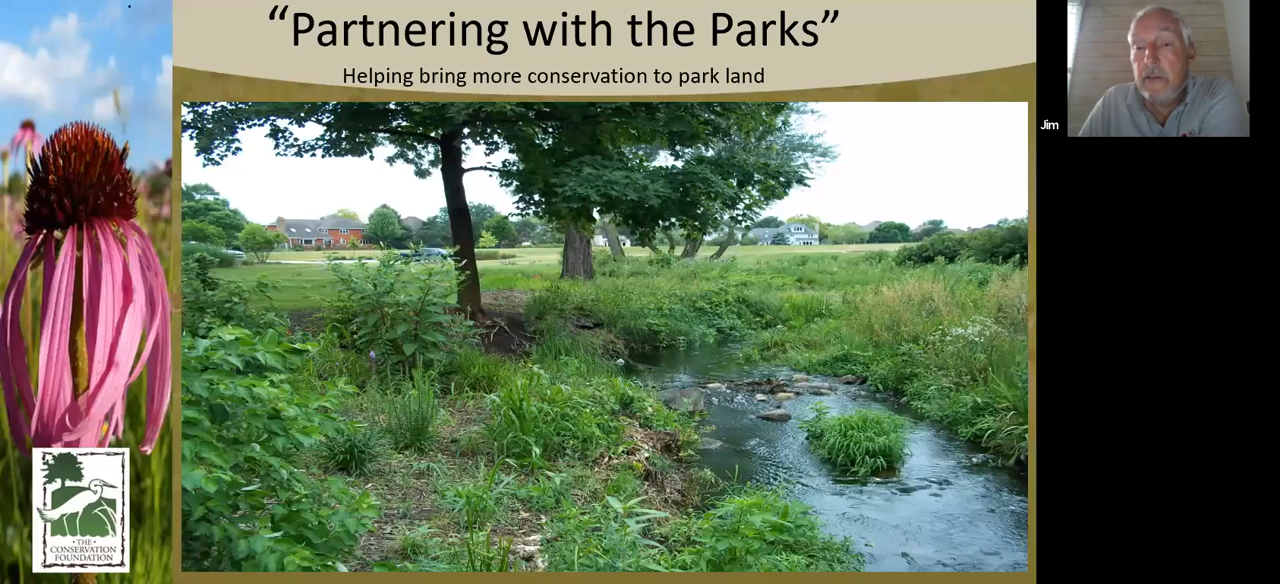 “Partnering with the Parks”
Helping bring more conservation to park land
Jim
· THE ·
CONSERVATION
FOUNDATION